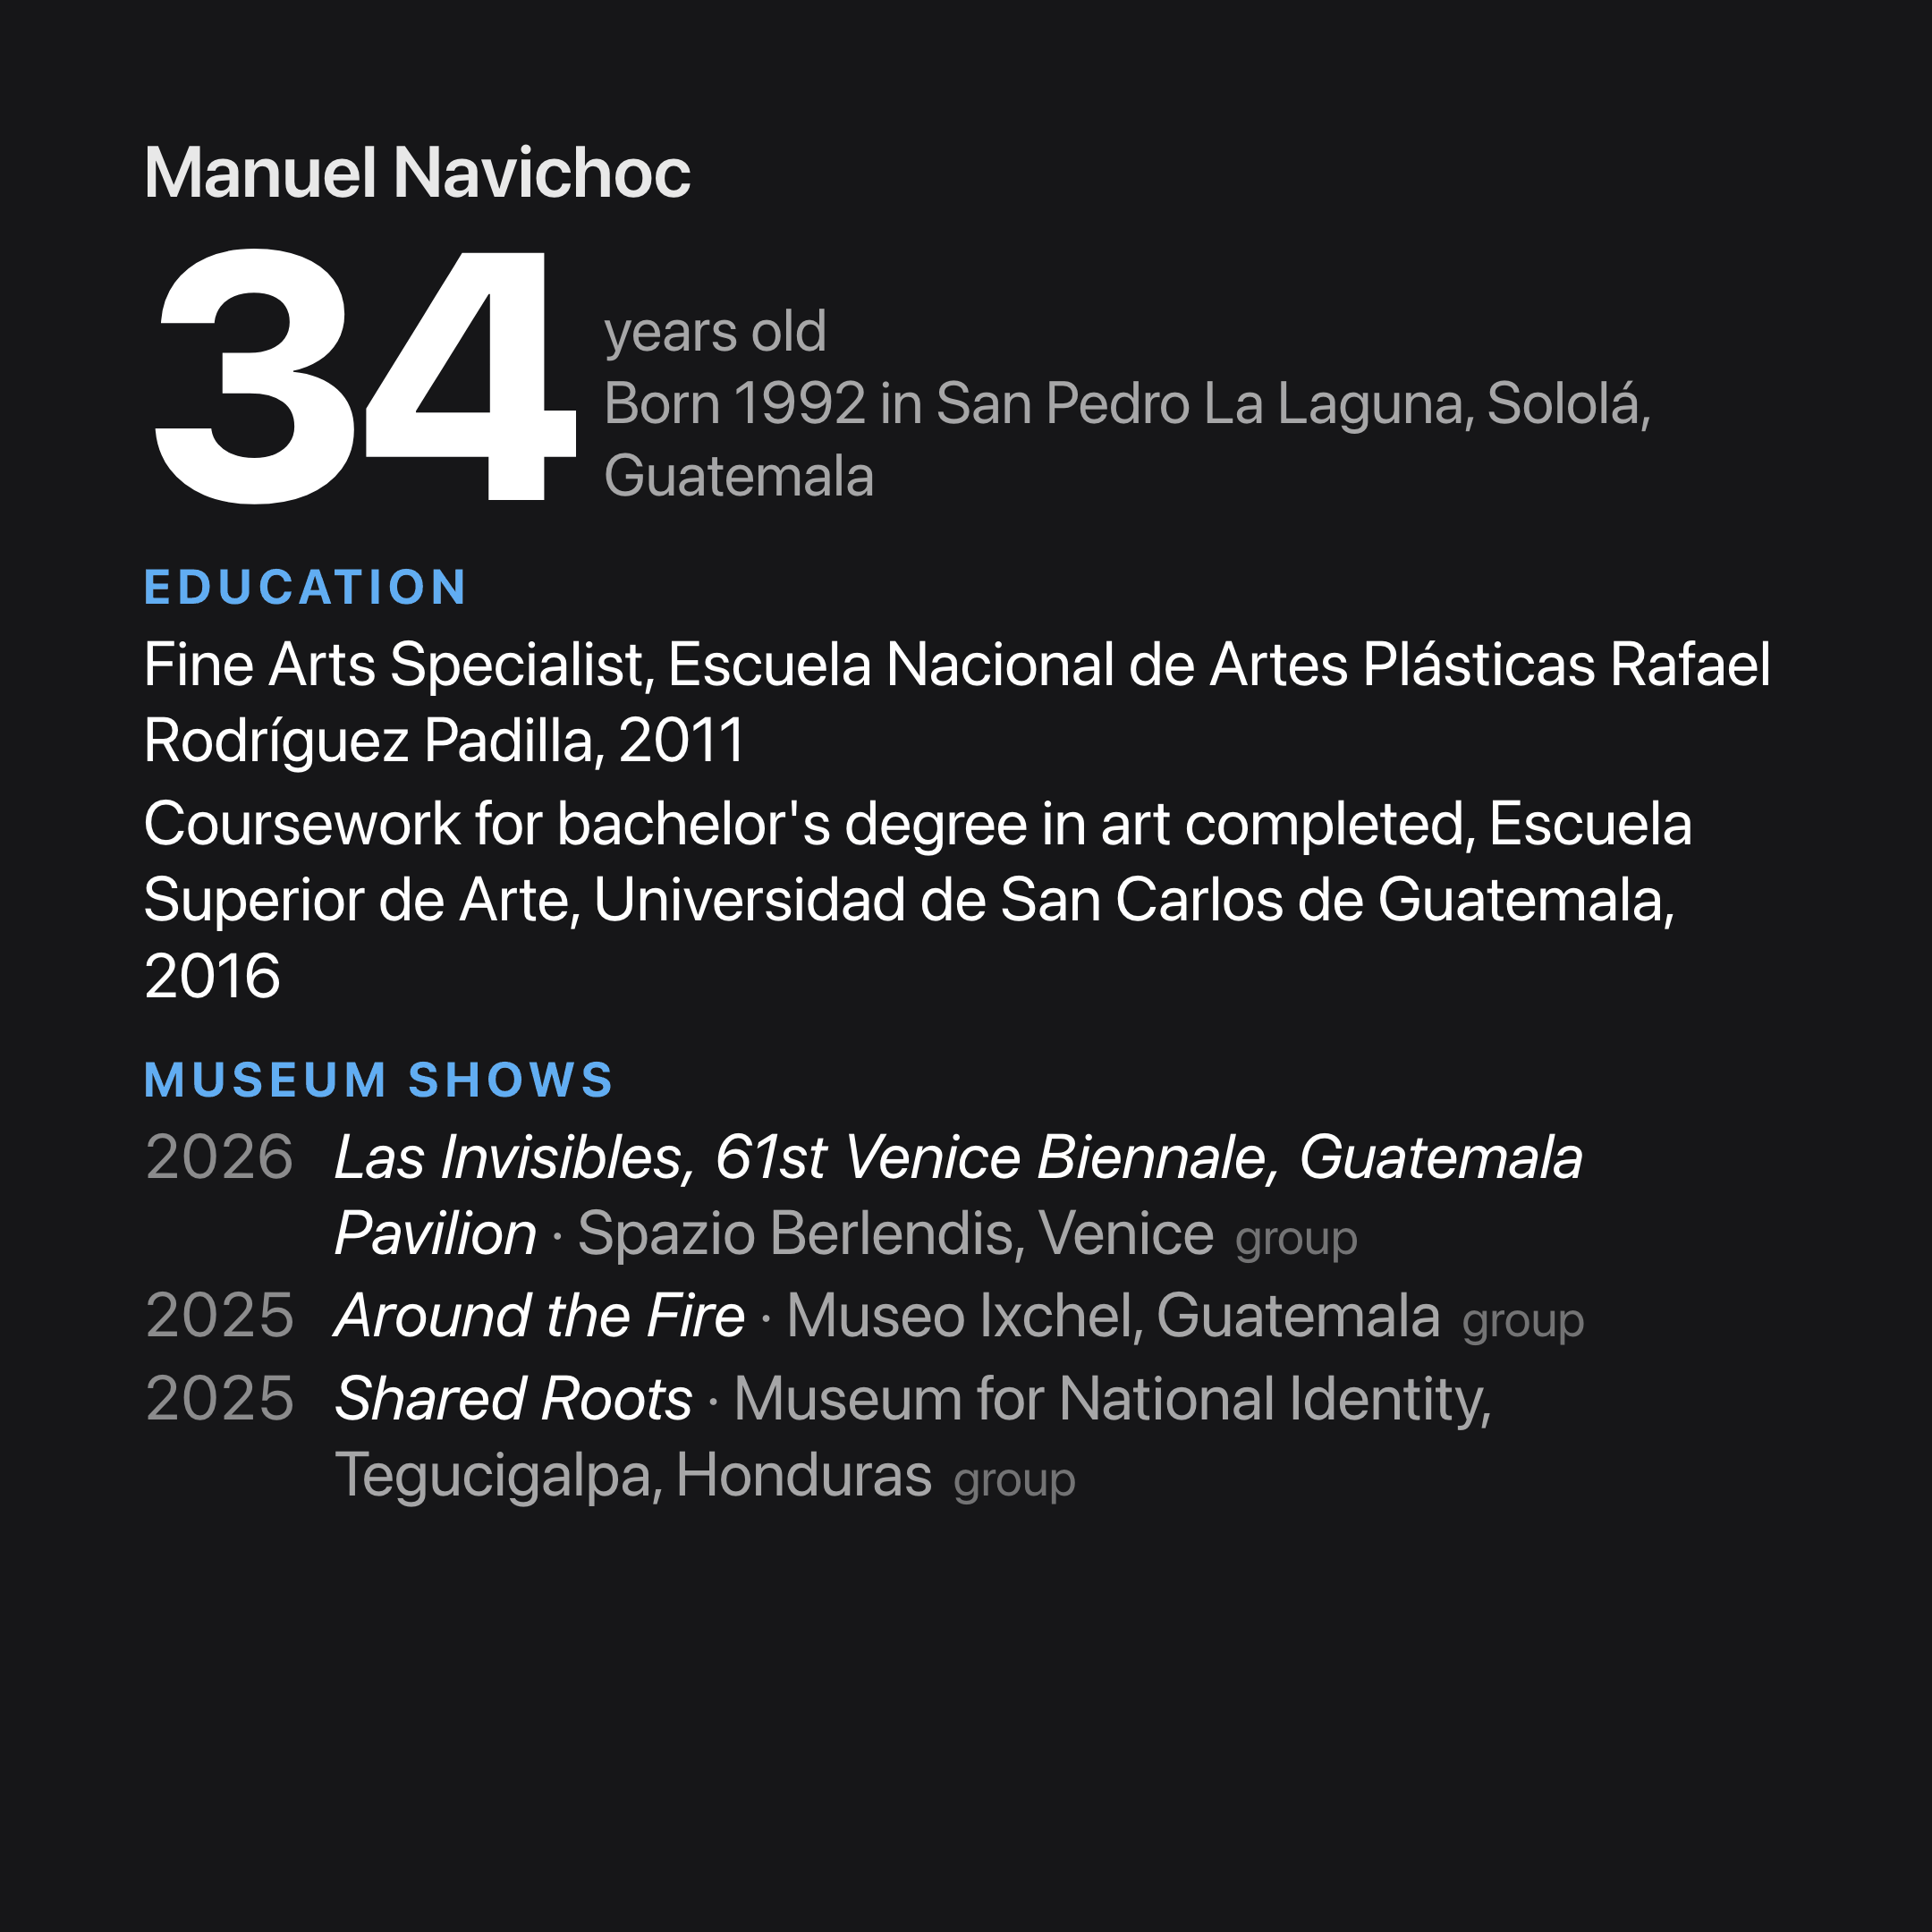 Manuel Navichoc
34
years old
Born 1992 in San Pedro La Laguna, Sololá,
Guatemala
EDUCATION
Fine Arts Specialist, Escuela Nacional de Artes Plásticas Rafael
Rodríguez Padilla, 2011
Coursework for bachelor's degree in art completed, Escuela
Superior de Arte, Universidad de San Carlos de Guatemala,
2016
MUSEUM SHOWS
2026 Las Invisibles, 61st Venice Biennale, Guatemala
Pavilion · Spazio Berlendis, Venice group
2025 Around the Fire · Museo Ixchel, Guatemala group
2025 Shared Roots · Museum for National Identity,
Tegucigalpa, Honduras group